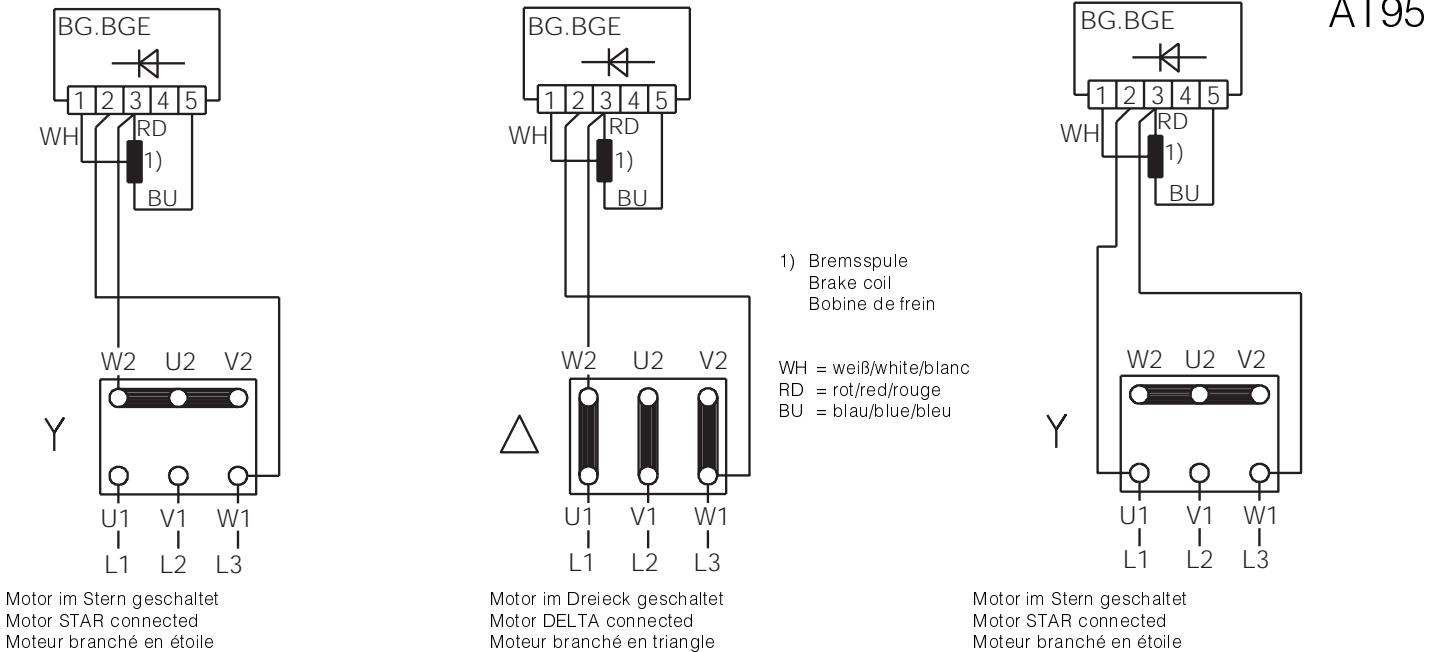 AT95
BG.BGE
1 2 3 4 5
WH
RD
1)
BU
W2 U2 V2
Y
U1 V1 W1
L1 L2 L3
Motor im Stern geschaltet
Motor STAR connected
Moteur branché en étoile
BG.BGE
1 2 3 4 5
WH
RD
1)
BU
W2 U2 V2
U1 V1 W1
L1 L2 L3
Motor im Dreieck geschaltet
Motor DELTA connected
Moteur branché en triangle
1) Bremsspule
Brake coil
Bobine de frein
WH = weiß/white/blanc
RD = rot/red/rouge
BU = blau/blue/bleu
BG.BGE
1 2 3 4 5
WH
RD
1)
BU
W2 U2 V2
Y
U1 V1 W1
L1 L2 L3
Motor im Stern geschaltet
Motor STAR connected
Moteur branché en étoile